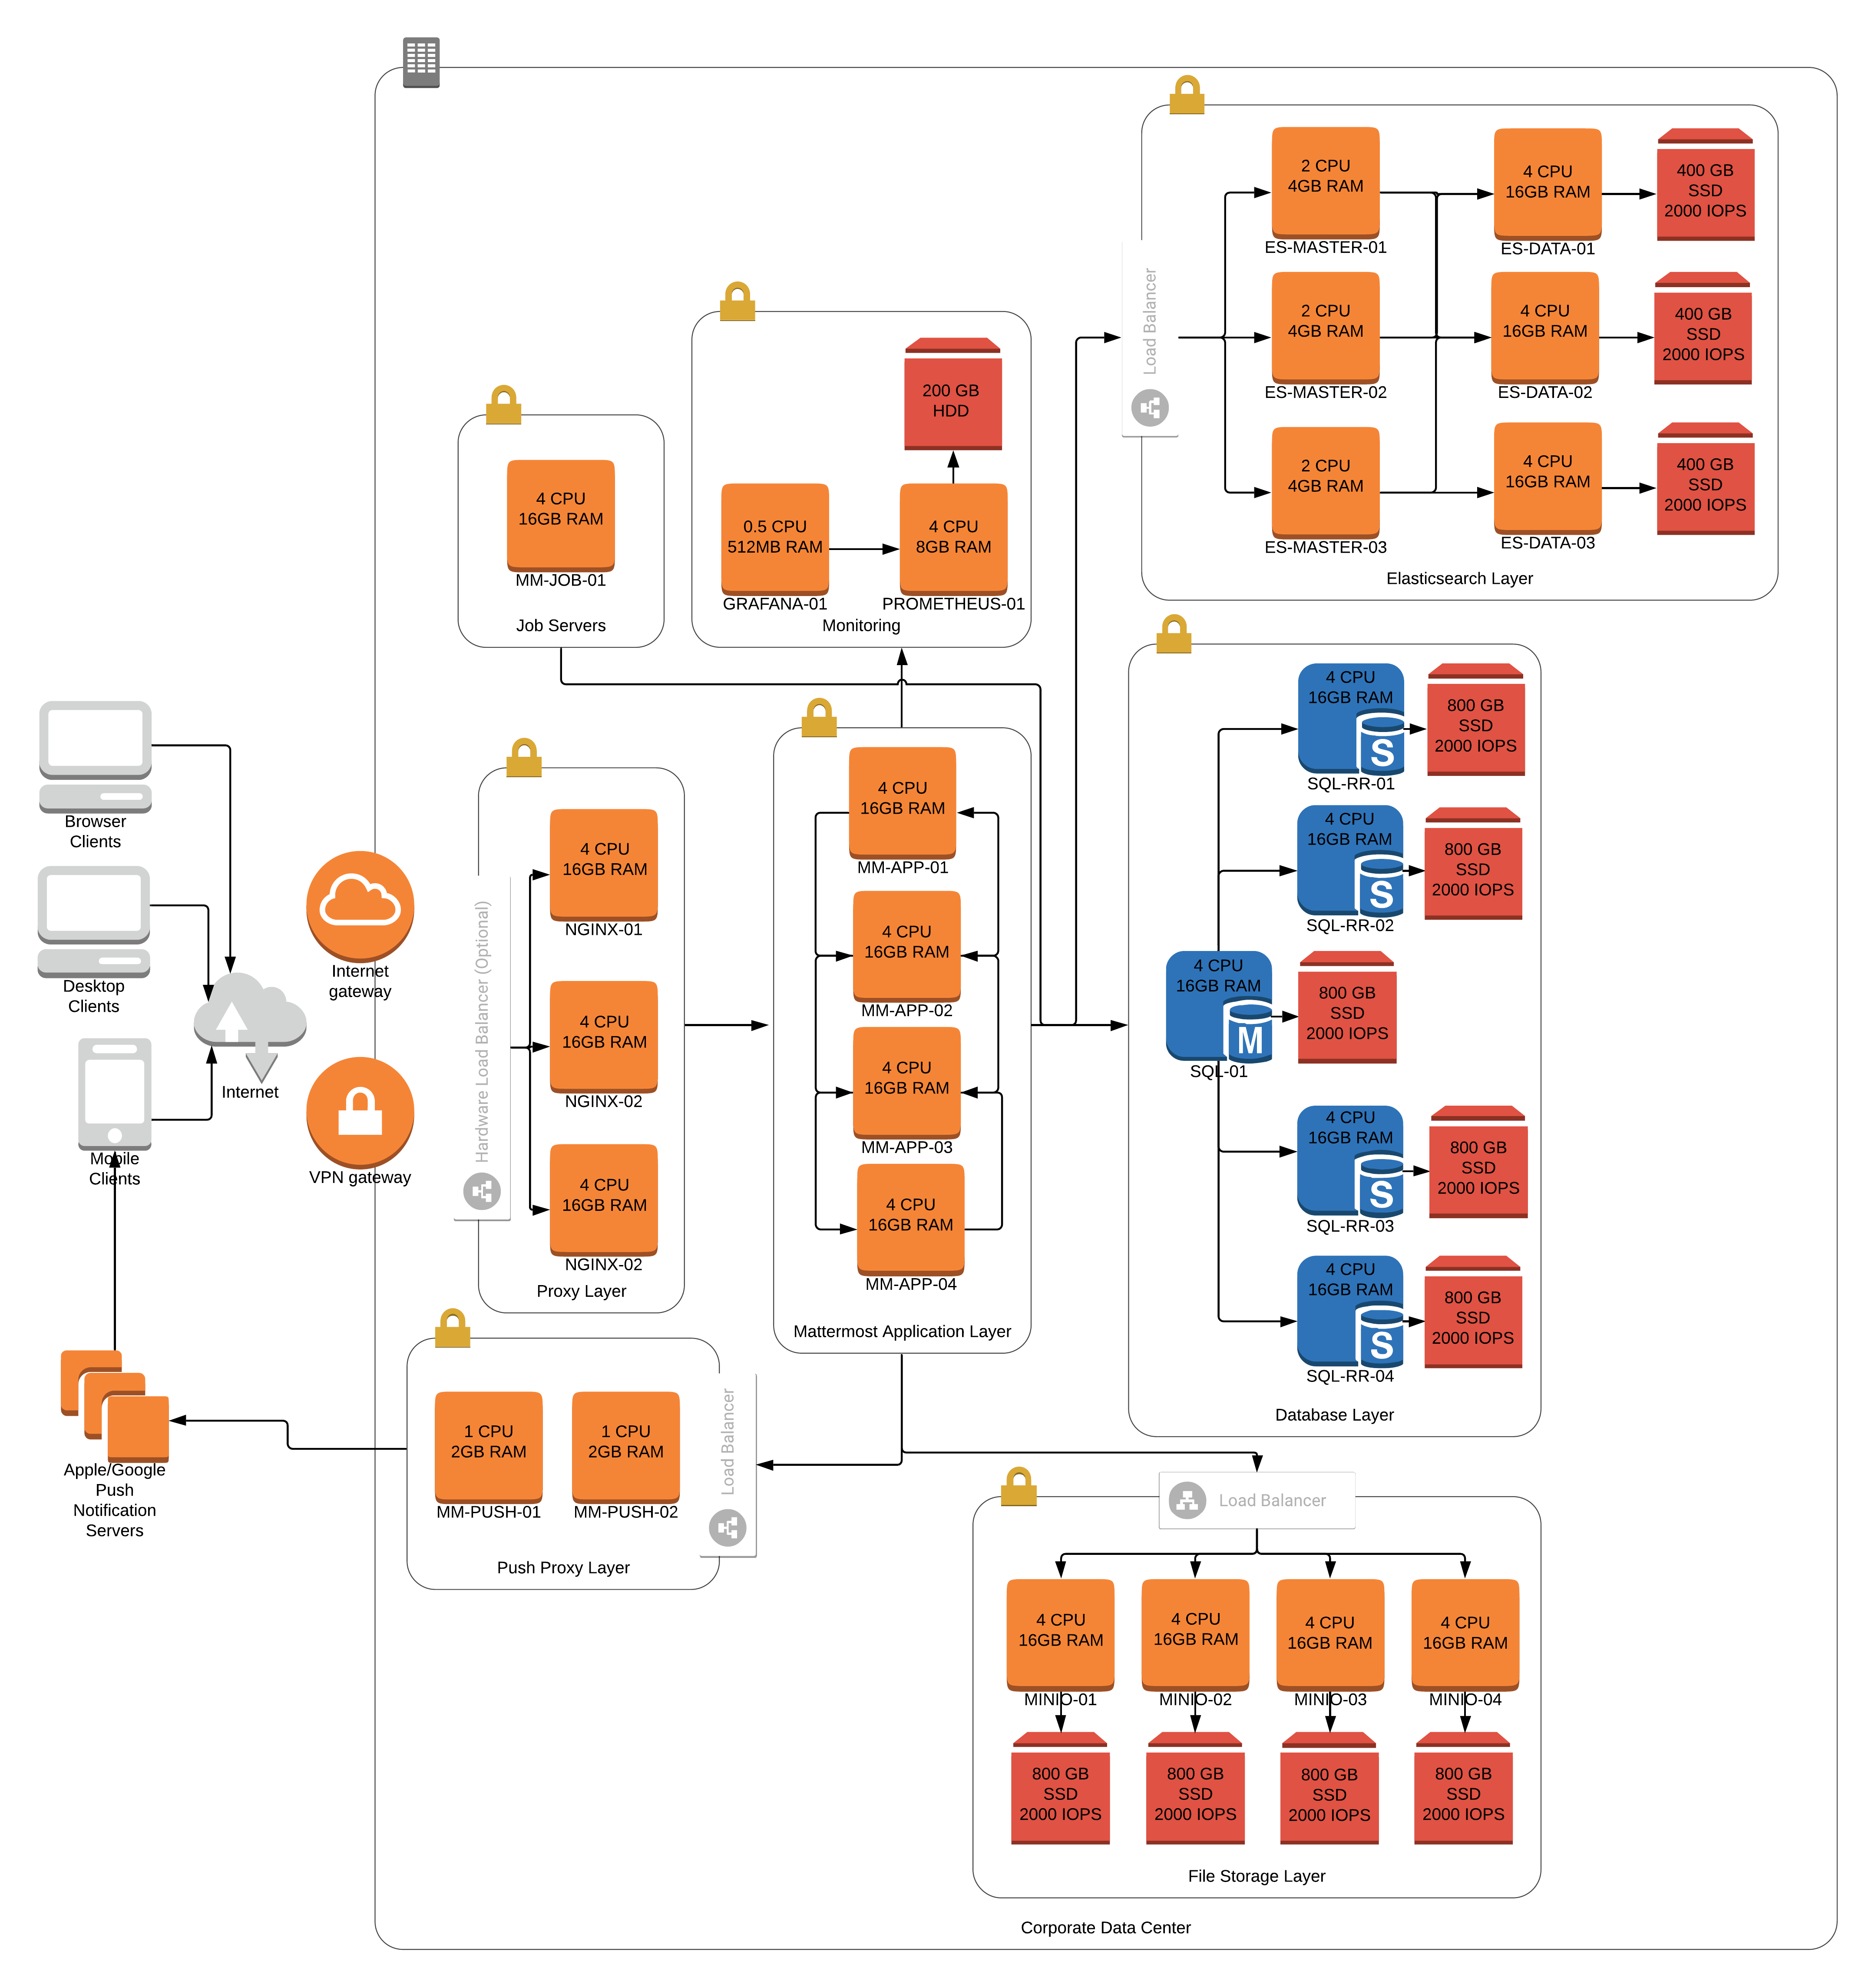 2 CPU
4GB RAM
ES-MASTER-01
4 CPU
16GB RAM
ES-DATA-01
400 GB
SSD
2000 IOPS
2 CPU
4GB RAM
ES-MASTER-02
4 CPU
16GB RAM
ES-DATA-02
400 GB
SSD
2000 IOPS
2 CPU
4GB RAM
ES-MASTER-03
4 CPU
16GB RAM
ES-DATA-03
400 GB
SSD
2000 IOPS
Load Balancer
Elasticsearch Layer
200 GB
HDD
0.5 CPU
512MB RAM
GRAFANA-01
4 CPU
8GB RAM
PROMETHEUS-01
Monitoring
4 CPU
16GB RAM
MM-JOB-01
Job Servers
Browser
Clients
Desktop
Clients
Mobile
Clients
Internet
Internet
gateway
VPN gateway
Hardware Load Balancer (Optional)
4 CPU
16GB RAM
NGINX-01
4 CPU
16GB RAM
NGINX-02
4 CPU
16GB RAM
NGINX-02
Proxy Layer
4 CPU
16GB RAM
MM-APP-01
4 CPU
16GB RAM
MM-APP-02
4 CPU
16GB RAM
MM-APP-03
4 CPU
16GB RAM
MM-APP-04
Mattermost Application Layer
4 CPU
16GB RAM
S
SQL-RR-01
800 GB
SSD
2000 IOPS
4 CPU
16GB RAM
S
SQL-RR-02
800 GB
SSD
2000 IOPS
4 CPU
16GB RAM
M
SQL-01
800 GB
SSD
2000 IOPS
4 CPU
16GB RAM
S
SQL-RR-03
800 GB
SSD
2000 IOPS
4 CPU
16GB RAM
S
SQL-RR-04
800 GB
SSD
2000 IOPS
Database Layer
Apple/Google
Push
Notification
Servers
1 CPU
2GB RAM
MM-PUSH-01
1 CPU
2GB RAM
MM-PUSH-02
Load Balancer
Push Proxy Layer
Load Balancer
4 CPU
16GB RAM
MINIO-01
4 CPU
16GB RAM
MINIO-02
4 CPU
16GB RAM
MINIO-03
4 CPU
16GB RAM
MINIO-04
800 GB
SSD
2000 IOPS
800 GB
SSD
2000 IOPS
800 GB
SSD
2000 IOPS
800 GB
SSD
2000 IOPS
File Storage Layer
Corporate Data Center